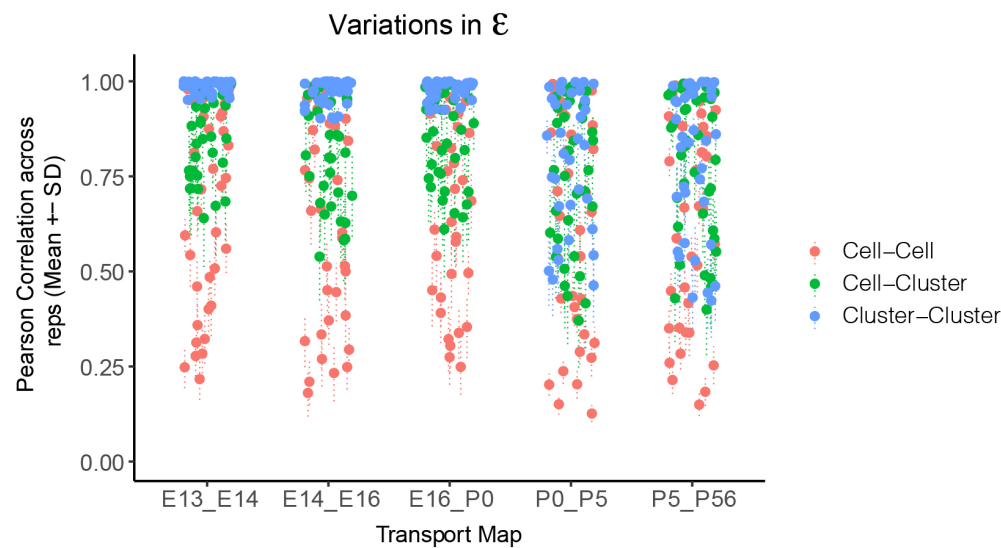 Variations in ε
Pearson Correlation across
reps (Mean +− SD)
1.00
0.75
0.50
0.25
0.00
E13_E14
E14_E16
E16_P0
P0_P5
P5_P56
Transport Map
Cell−Cell
Cell−Cluster
Cluster−Cluster